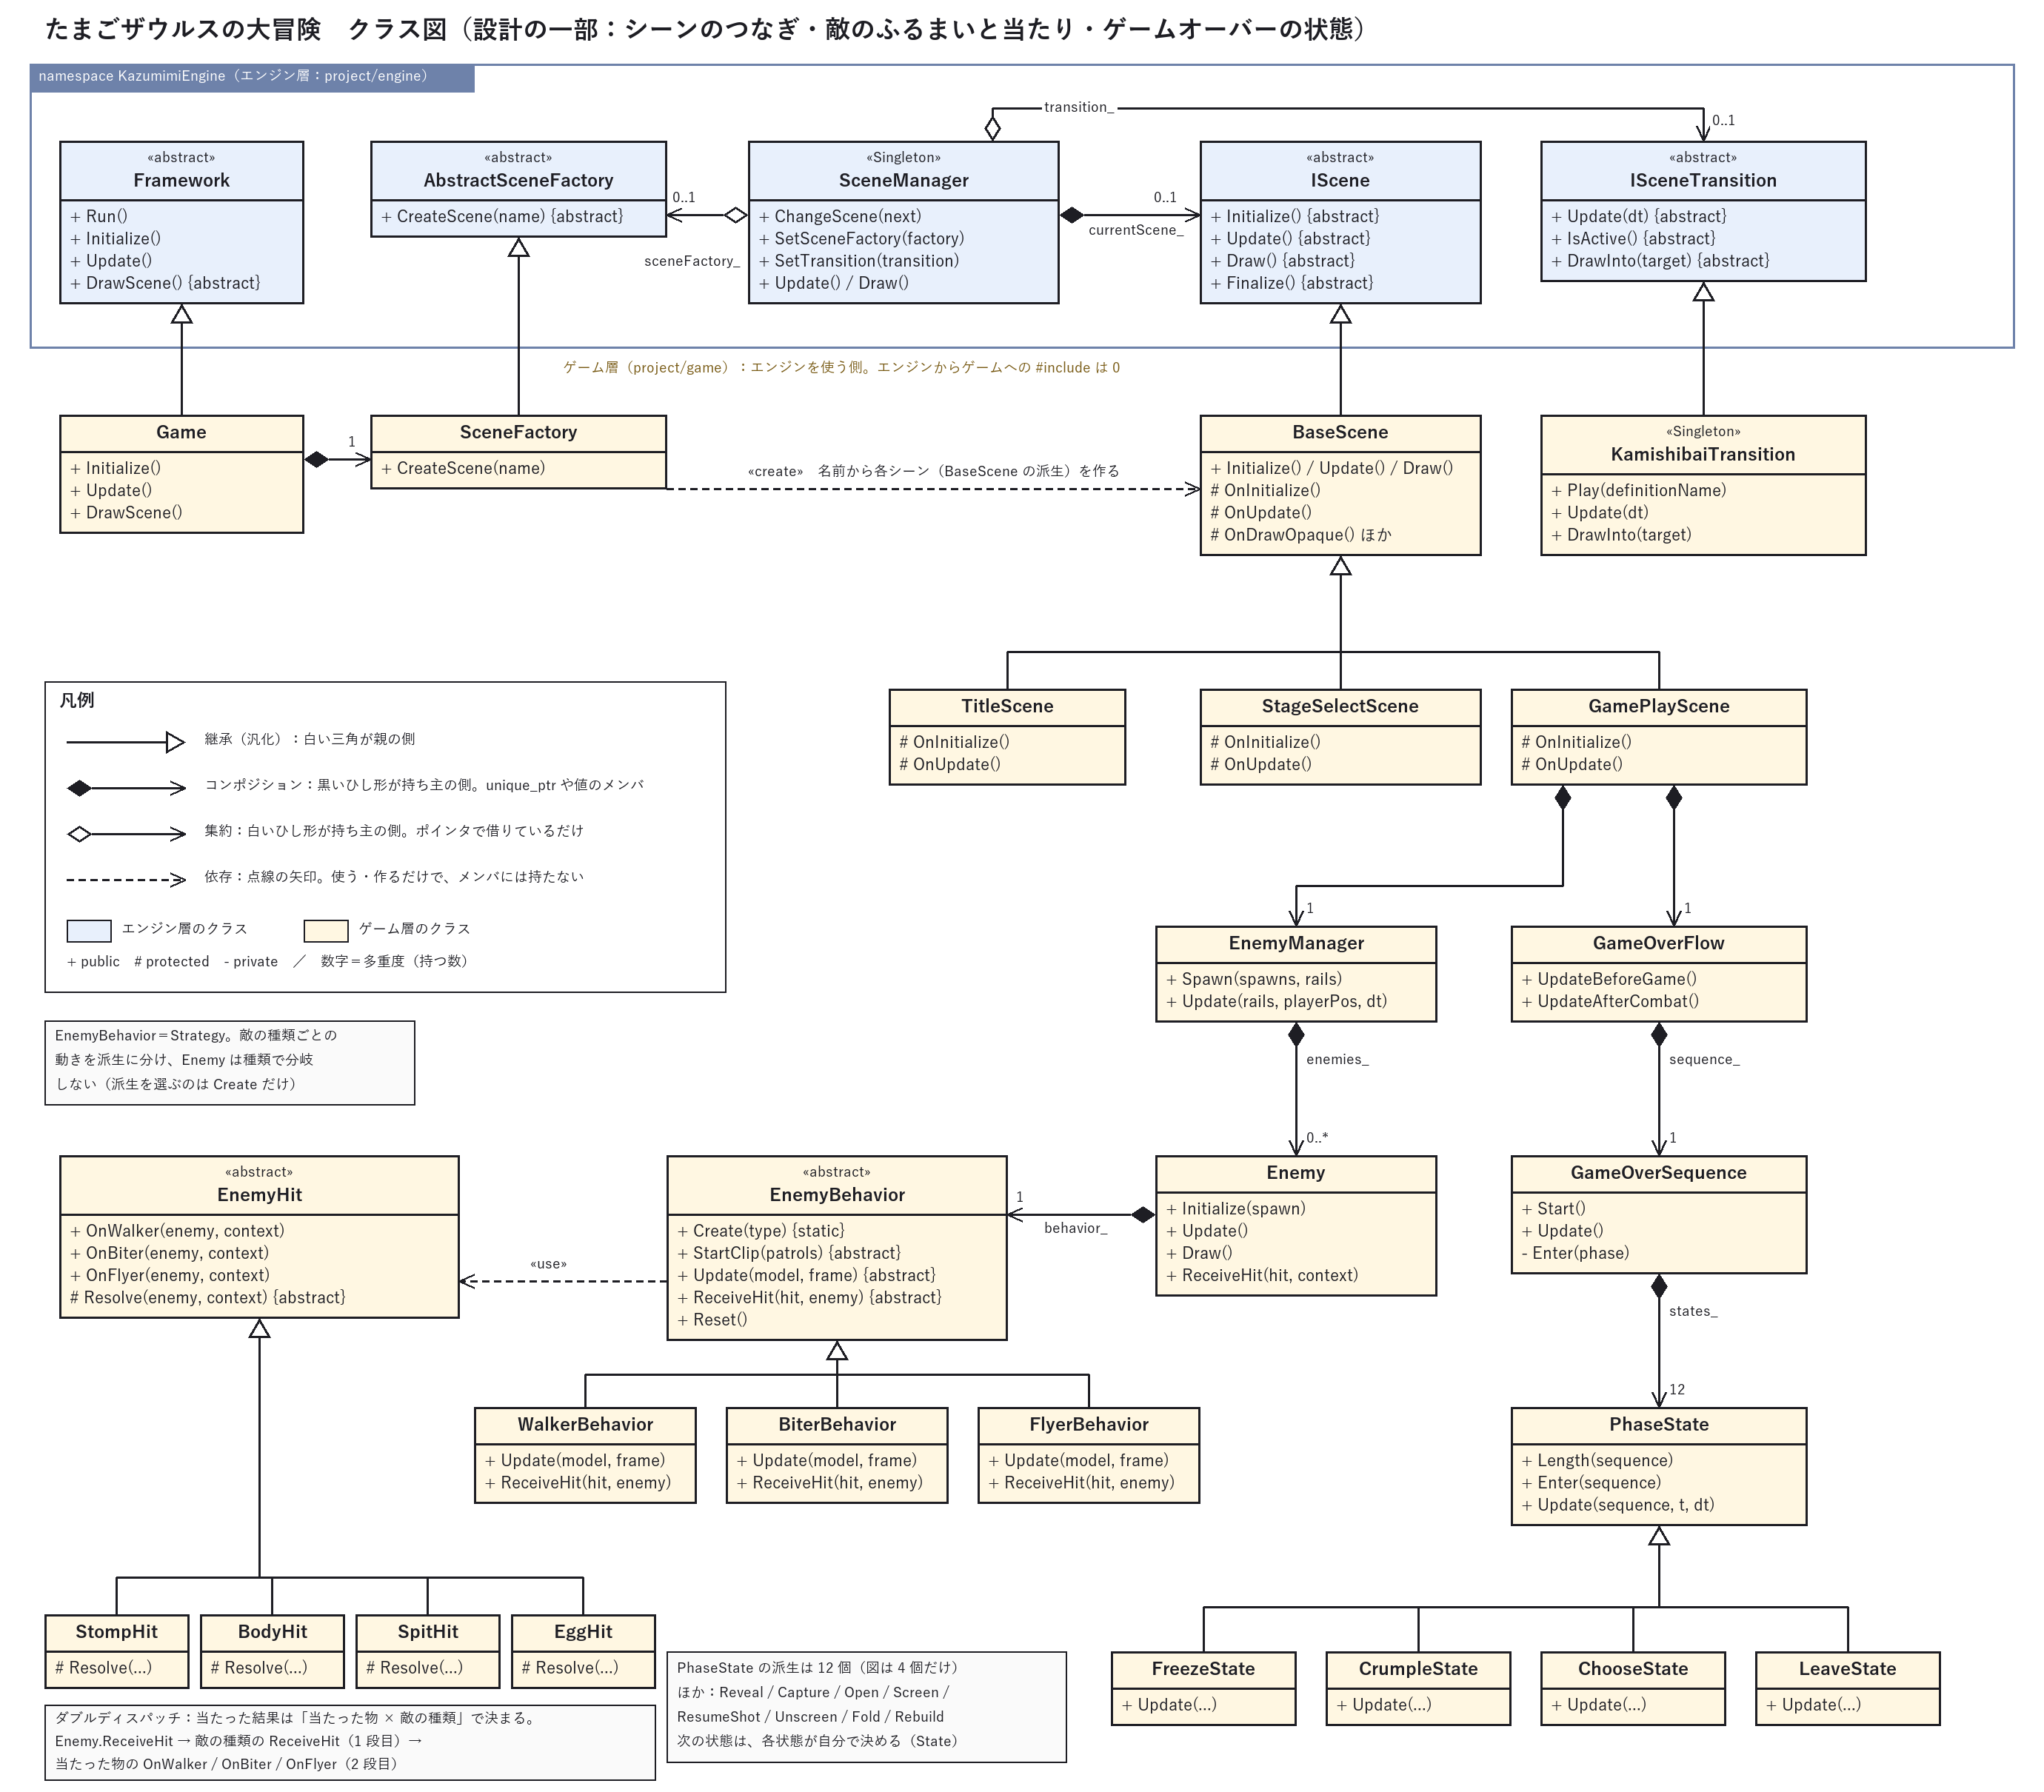 たまごザウルスの大冒険　クラス図（設計の一部：シーンのつなぎ・敵のふるまいと当たり・ゲームオーバーの状態）
namespace KazumimiEngine（エンジン層：project/engine）
transition_
0..1
«abstract»
Framework
+ Run()
+ Initialize()
+ Update()
+ DrawScene() {abstract}
«abstract»
AbstractSceneFactory
+ CreateScene(name) {abstract}
0..1
sceneFactory_
«Singleton»
SceneManager
+ ChangeScene(next)
+ SetSceneFactory(factory)
+ SetTransition(transition)
+ Update() / Draw()
0..1
currentScene_
«abstract»
IScene
+ Initialize() {abstract}
+ Update() {abstract}
+ Draw() {abstract}
+ Finalize() {abstract}
«abstract»
ISceneTransition
+ Update(dt) {abstract}
+ IsActive() {abstract}
+ DrawInto(target) {abstract}
ゲーム層（project/game）：エンジンを使う側。エンジンからゲームへの #include は 0
Game
+ Initialize()
+ Update()
+ DrawScene()
1
SceneFactory
+ CreateScene(name)
«create»　名前から各シーン（BaseScene の派生）を作る
BaseScene
+ Initialize() / Update() / Draw()
# OnInitialize()
# OnUpdate()
# OnDrawOpaque() ほか
«Singleton»
KamishibaiTransition
+ Play(definitionName)
+ Update(dt)
+ DrawInto(target)
凡例
継承（汎化）：白い三角が親の側
コンポジション：黒いひし形が持ち主の側。unique_ptr や値のメンバ
集約：白いひし形が持ち主の側。ポインタで借りているだけ
依存：点線の矢印。使う・作るだけで、メンバには持たない
エンジン層のクラス
ゲーム層のクラス
+ public　# protected　- private　／　数字＝多重度（持つ数）
TitleScene
# OnInitialize()
# OnUpdate()
StageSelectScene
# OnInitialize()
# OnUpdate()
GamePlayScene
# OnInitialize()
# OnUpdate()
1
1
EnemyManager
+ Spawn(spawns, rails)
+ Update(rails, playerPos, dt)
GameOverFlow
+ UpdateBeforeGame()
+ UpdateAfterCombat()
EnemyBehavior＝Strategy。敵の種類ごとの
動きを派生に分け、Enemy は種類で分岐
しない（派生を選ぶのは Create だけ）
enemies_
0..*
sequence_
1
«abstract»
EnemyHit
+ OnWalker(enemy, context)
+ OnBiter(enemy, context)
+ OnFlyer(enemy, context)
# Resolve(enemy, context) {abstract}
«use»
«abstract»
EnemyBehavior
+ Create(type) {static}
+ StartClip(patrols) {abstract}
+ Update(model, frame) {abstract}
+ ReceiveHit(hit, enemy) {abstract}
+ Reset()
1
behavior_
Enemy
+ Initialize(spawn)
+ Update()
+ Draw()
+ ReceiveHit(hit, context)
GameOverSequence
+ Start()
+ Update()
- Enter(phase)
states_
12
WalkerBehavior
+ Update(model, frame)
+ ReceiveHit(hit, enemy)
BiterBehavior
+ Update(model, frame)
+ ReceiveHit(hit, enemy)
FlyerBehavior
+ Update(model, frame)
+ ReceiveHit(hit, enemy)
PhaseState
+ Length(sequence)
+ Enter(sequence)
+ Update(sequence, t, dt)
StompHit
# Resolve(...)
BodyHit
# Resolve(...)
SpitHit
# Resolve(...)
EggHit
# Resolve(...)
PhaseState の派生は 12 個（図は 4 個だけ）
ほか：Reveal / Capture / Open / Screen /
ResumeShot / Unscreen / Fold / Rebuild
次の状態は、各状態が自分で決める（State）
FreezeState
+ Update(...)
CrumpleState
+ Update(...)
ChooseState
+ Update(...)
LeaveState
+ Update(...)
ダブルディスパッチ：当たった結果は「当たった物 × 敵の種類」で決まる。
Enemy.ReceiveHit → 敵の種類の ReceiveHit（1 段目）→
当たった物の OnWalker / OnBiter / OnFlyer（2 段目）